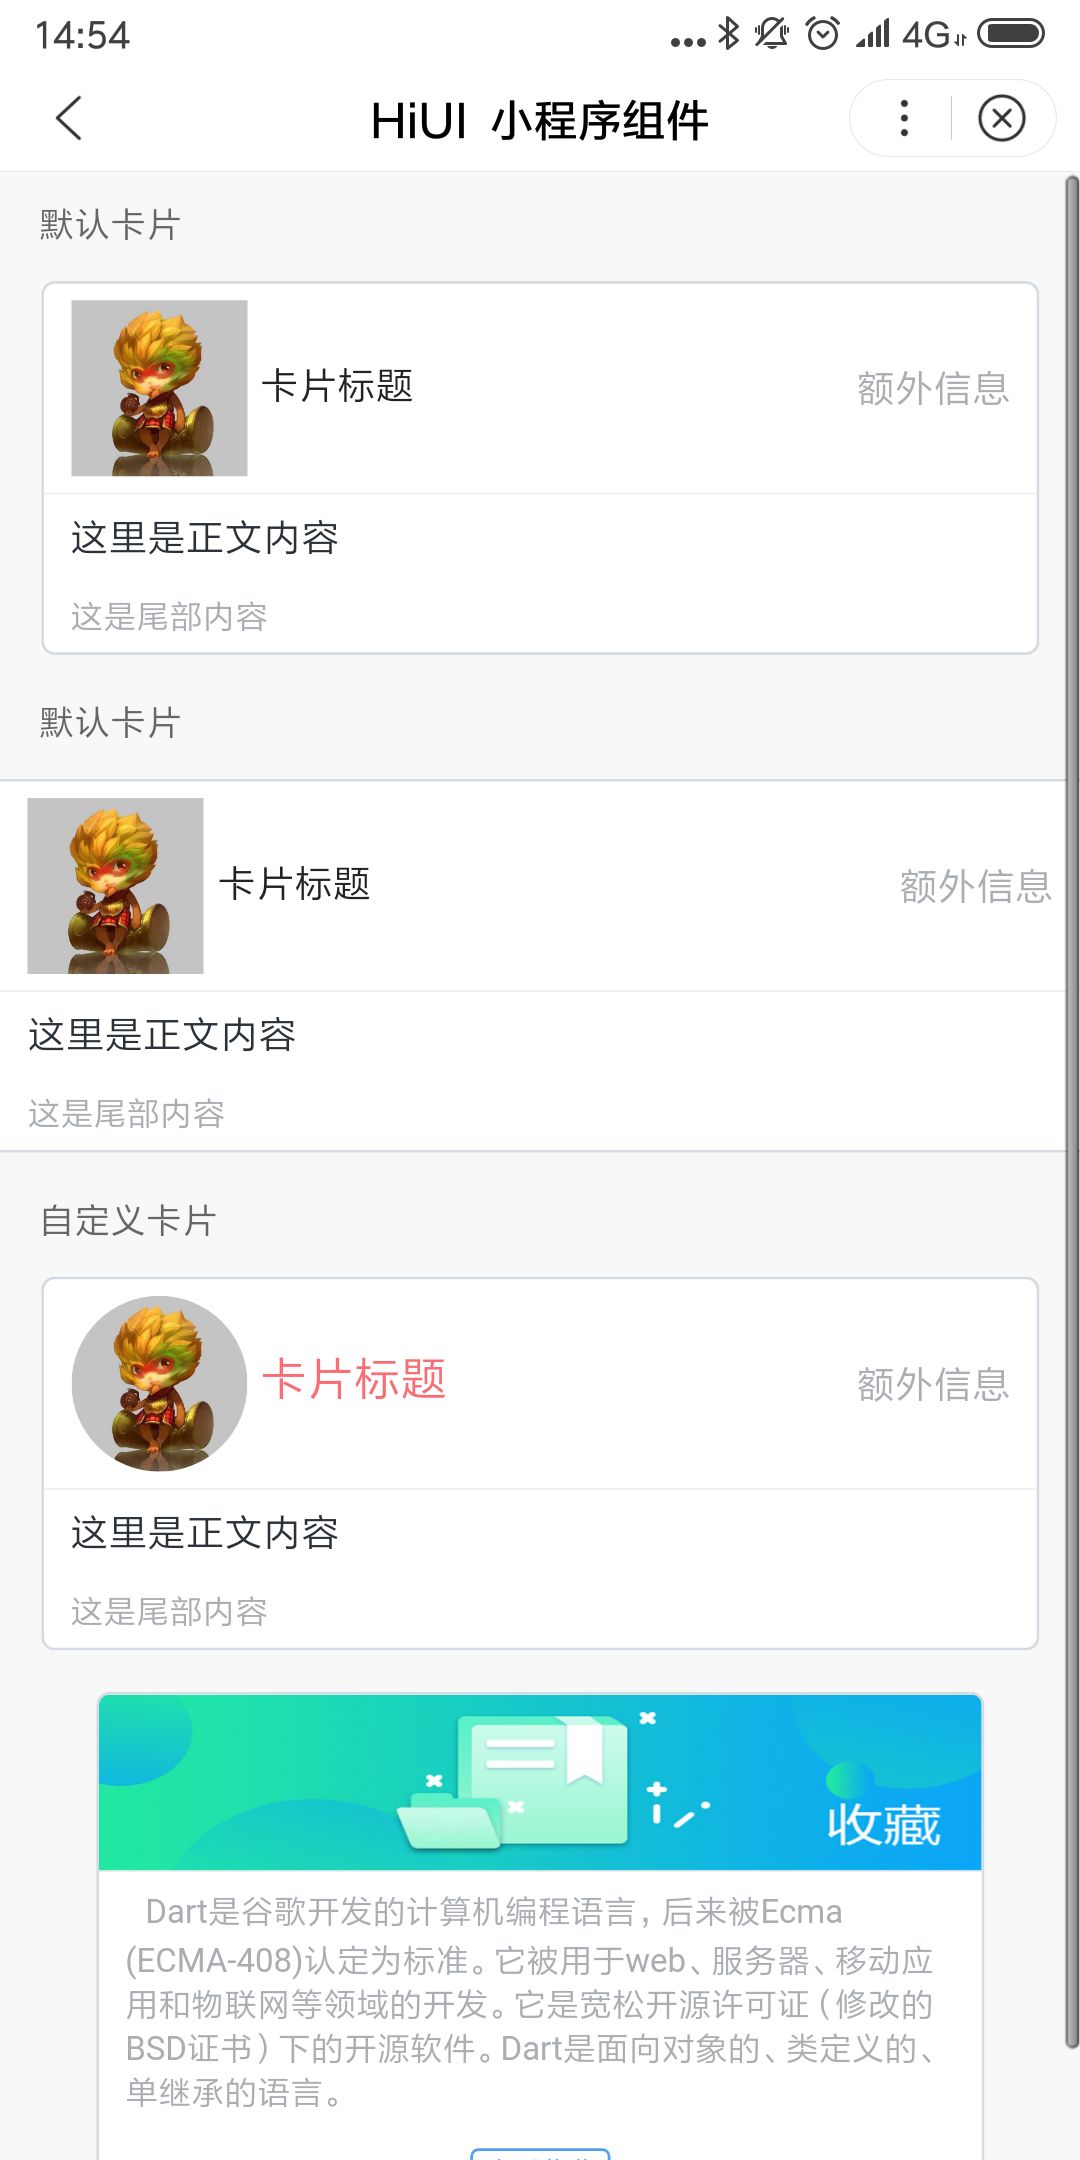 14:54
4G
HiUI 小程序组件
默认卡片
卡片标题
额外信息
这里是正文内容
这是尾部内容
默认卡片
卡片标题
额外信息
这里是正文内容
这是尾部内容
自定义卡片
卡片标题
额外信息
这里是正文内容
这是尾部内容
收藏
Dart是谷歌开发的计算机编程语言，后来被Ecma
(ECMA-408)认定为标准。它被用于web、服务器、移动应
用和物联网等领域的开发。它是宽松开源许可证（修改的
BSD证书）下的开源软件。Dart是面向对象的、类定义的、
单继承的语言。